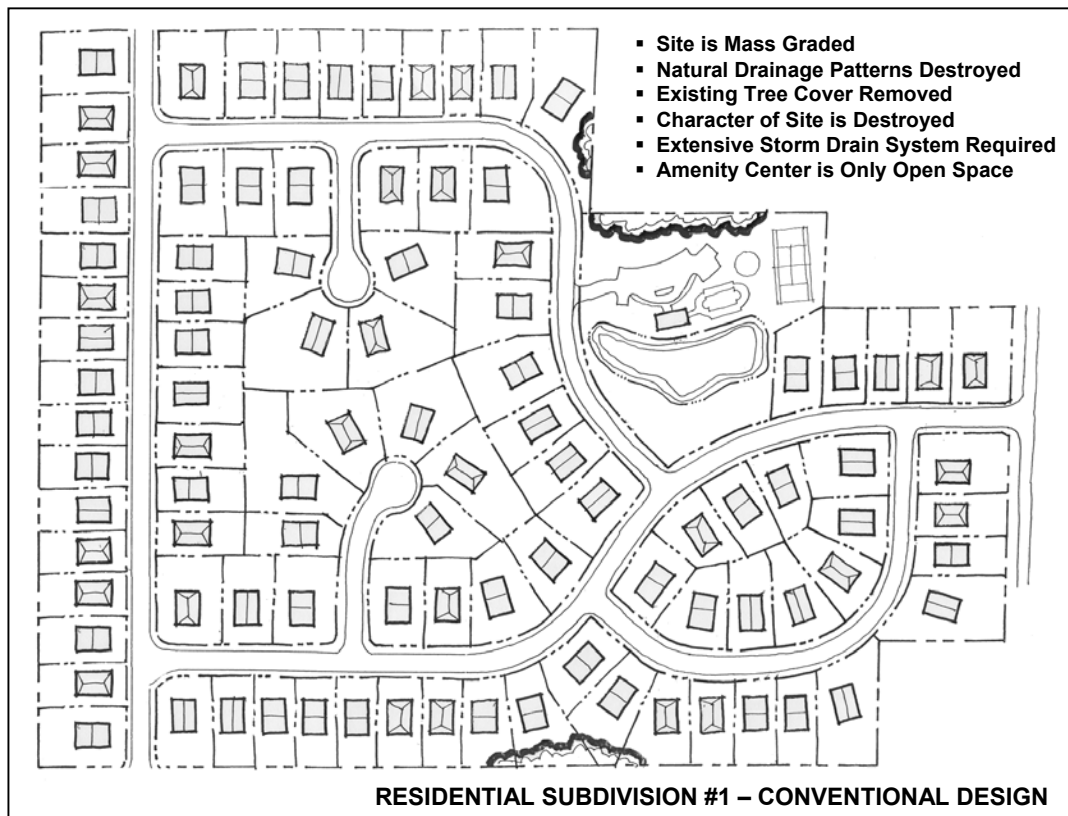 ▪ Site is Mass Graded
▪ Natural Drainage Patterns Destroyed
▪ Existing Tree Cover Removed
▪ Character of Site is Destroyed
▪ Extensive Storm Drain System Required
▪ Amenity Center is Only Open Space
RESIDENTIAL SUBDIVISION #1 – CONVENTIONAL DESIGN